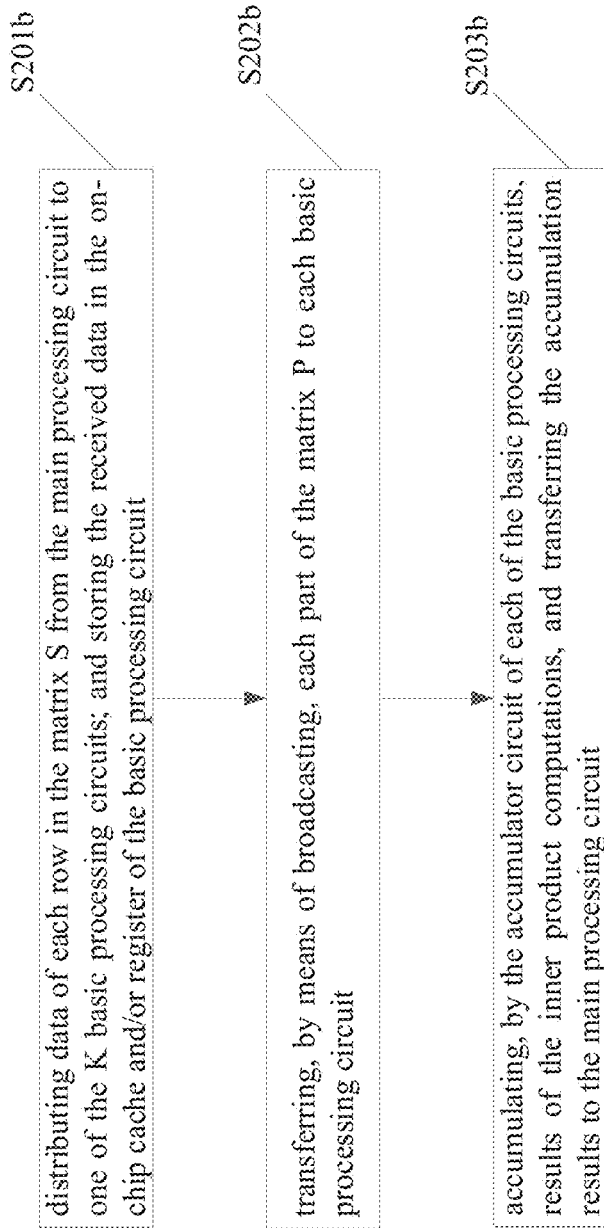 S201b
distributing data of each row in the matrix S from the main processing circuit to
one of the K basic processing circuits; and storing the received data in the on-
chip cache and/or register of the basic processing circuit
S202b
transferring, by means of broadcasting, each part of the matrix P to each basic
processing circuit
S203b
accumulating, by the accumulator circuit of each of the basic processing circuits,
results of the inner product computations, and transferring the accumulation
results to the main processing circuit